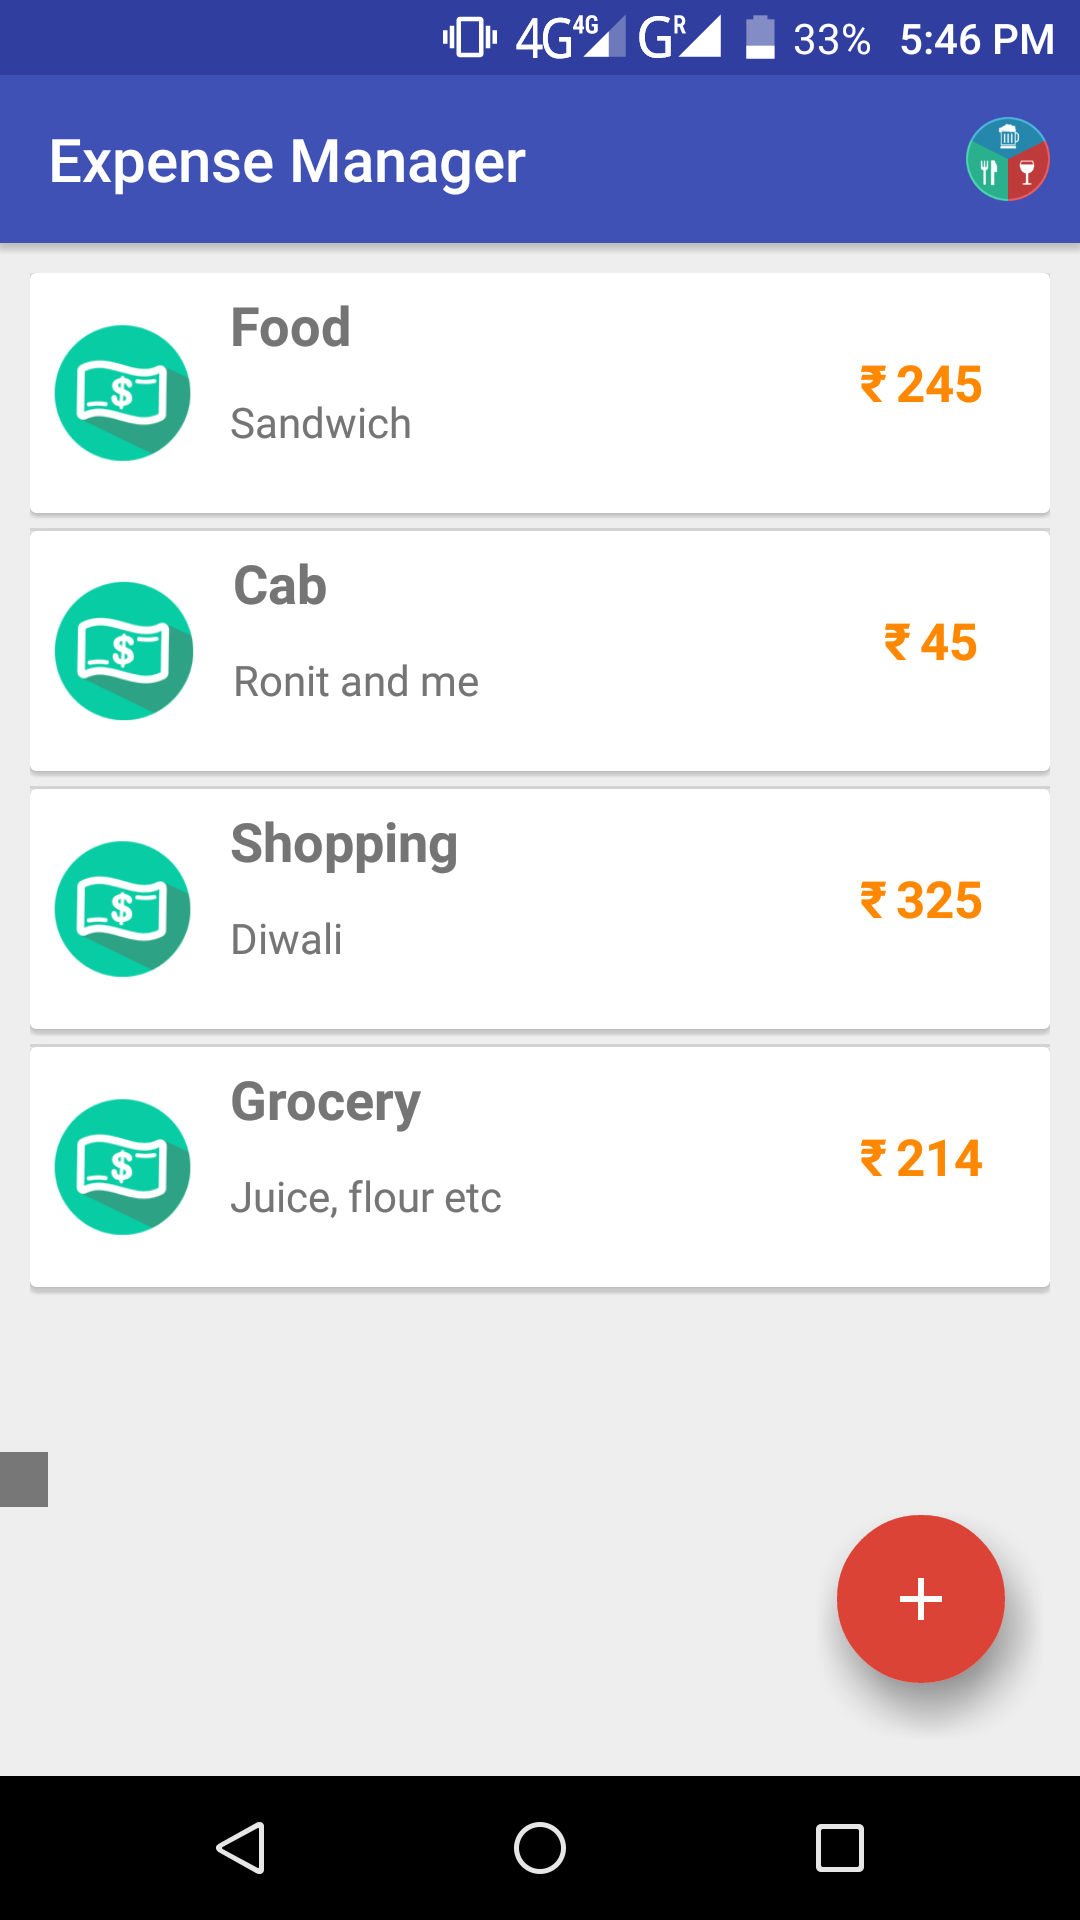 4G 4G G R 33% 5:46 PM
Expense Manager
Food
₹ 245
Sandwich
Cab
₹ 45
Ronit and me
Shopping
₹ 325
Diwali
Grocery
₹ 214
Juice, flour etc